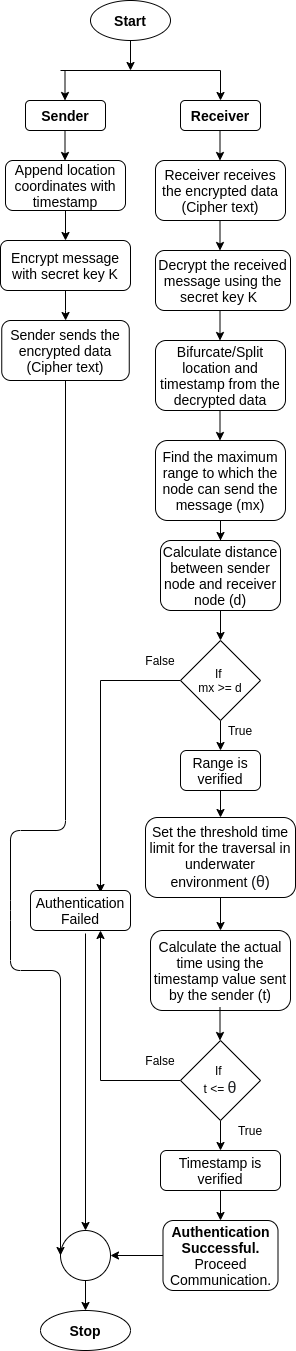 Start
Sender
Append location
coordinates with
timestamp
Encrypt message
with secret key K
Sender sends the
encrypted data
(Cipher text)
Receiver
Receiver receives
the encrypted data
(Cipher text)
Decrypt the received
message using the
secret key K
Bifurcate/Split
location and
timestamp from the
decrypted data
Find the maximum
range to which the
node can send the
message (mx)
Calculate distance
between sender
node and receiver
node (d)
If
mx >= d
False
True
Range is
verified
Set the threshold time
limit for the traversal in
underwater
environment (θ)
Authentication
Failed
Calculate the actual
time using the
timestamp value sent
by the sender (t)
If
t <= θ
False
True
Timestamp is
verified
Authentication
Successful.
Proceed
Communication.
Stop